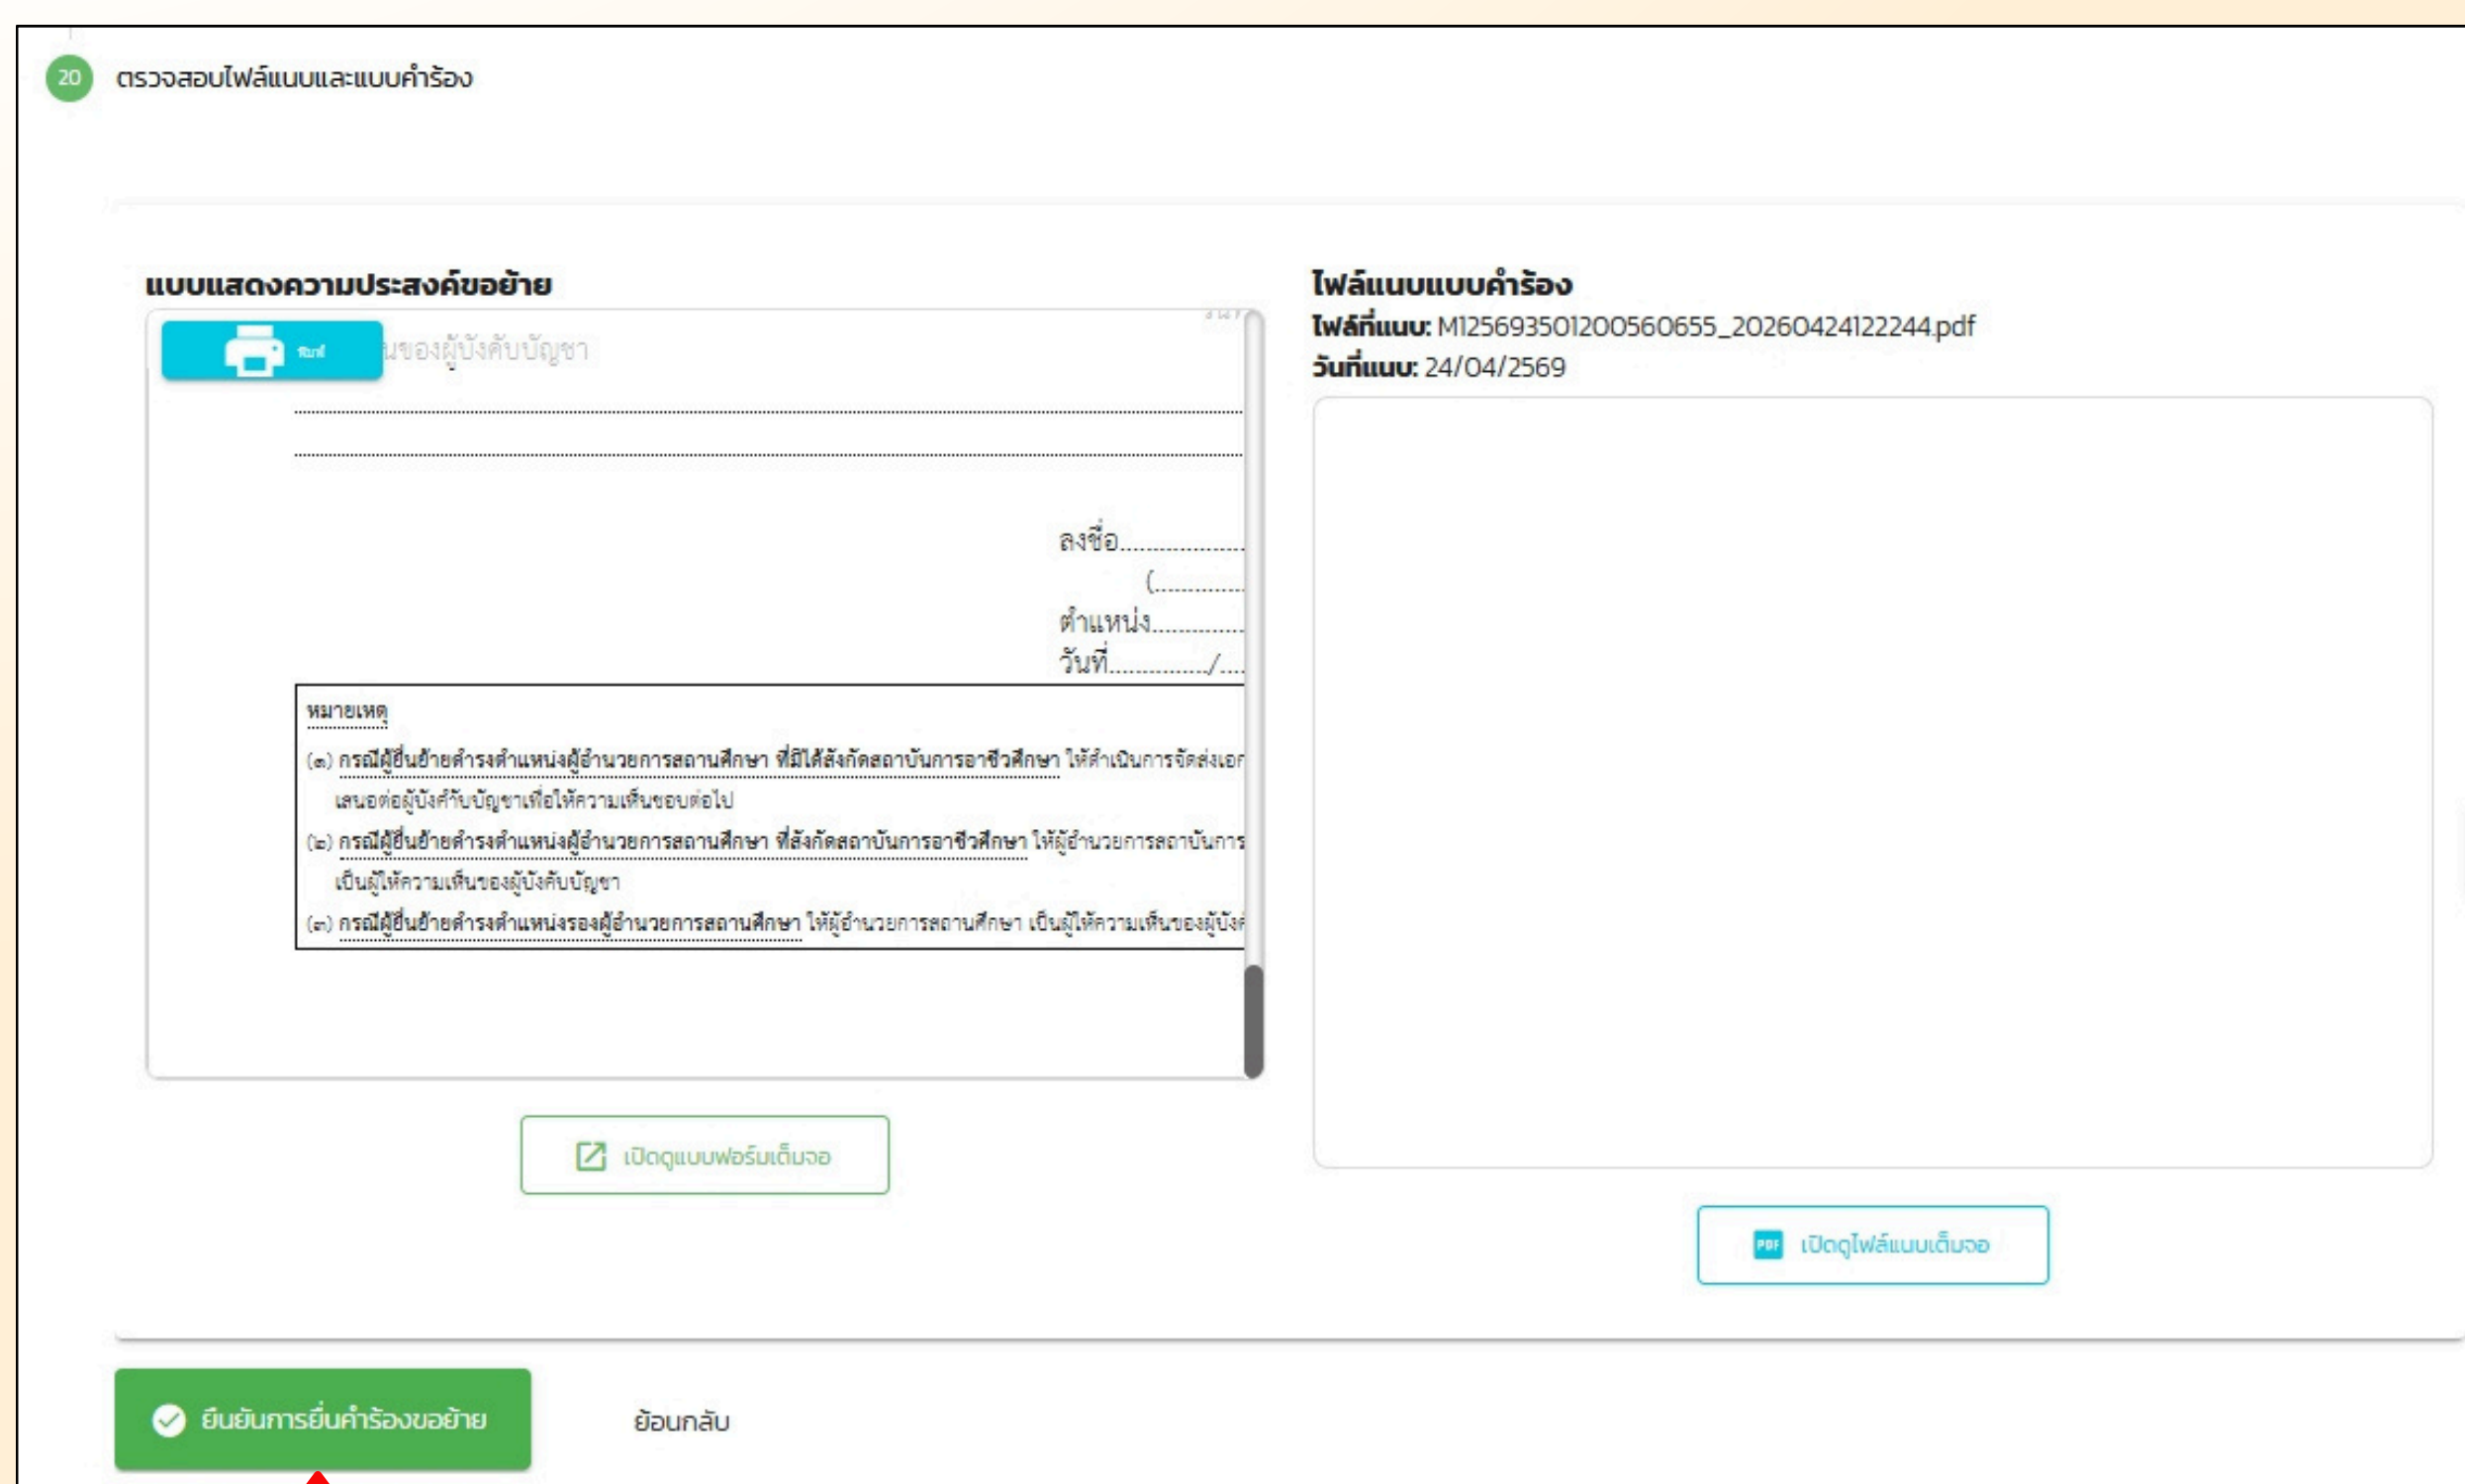 20 ตรวจสอบไฟล์แนบและแบบคำร้อง
แบบแสดงความประสงค์ขอย้าย
พิมพ์
นของผู้บังคับบัญชา
ลงชื่อ
(
ตำแหน่ง
วันที่ /
หมายเหตุ
(๑) กรณีผู้ยื่นย้ายดำรงตำแหน่งผู้อำนวยการสถานศึกษา ที่มิได้สังกัดสถาบันการอาชีวศึกษา ให้ดำเนินการจัดส่งเอก
เสนอต่อผู้บังคำับบัญชาเพื่อให้ความเห็นชอบต่อไป
(๒) กรณีผู้ยื่นย้ายดำรงตำแหน่งผู้อำนวยการสถานศึกษา ที่สังกัดสถาบันการอาชีวศึกษา ให้ผู้อำนวยการสถาบันการ
เป็นผู้ให้ความเห็นของผู้บังคับบัญชา
(๓) กรณีผู้ยื่นย้ายดำรงตำแหน่งรองผู้อำนวยการสถานศึกษา ให้ผู้อำนวยการสถานศึกษา เป็นผู้ให้ความเห็นของผู้บังค
เปิดดูแบบฟอร์มเต็มจอ
ไฟล์แนบแบบคำร้อง
ไฟล์ที่แนบ: M125693501200560655_20260424122244.pdf
วันที่แนบ: 24/04/2569
PDF เปิดดูไฟล์แนบเต็มจอ
ยืนยันการยื่นคำร้องขอย้าย
ย้อนกลับ